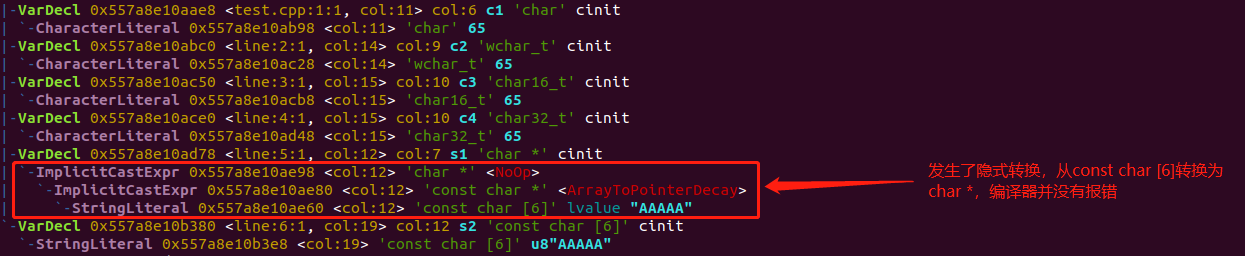 |-VarDecl 0x557a8e10aae8 <test.cpp:1:1, col:11> col:6 c1 'char' cinit
| `-CharacterLiteral 0x557a8e10ab98 <col:11> 'char' 65
|-VarDecl 0x557a8e10abc0 <line:2:1, col:14> col:9 c2 'wchar_t' cinit
| `-CharacterLiteral 0x557a8e10ac28 <col:14> 'wchar_t' 65
|-VarDecl 0x557a8e10ac50 <line:3:1, col:15> col:10 c3 'char16_t' cinit
| `-CharacterLiteral 0x557a8e10acb8 <col:15> 'char16_t' 65
|-VarDecl 0x557a8e10ace0 <line:4:1, col:15> col:10 c4 'char32_t' cinit
| `-CharacterLiteral 0x557a8e10ad48 <col:15> 'char32_t' 65
|-VarDecl 0x557a8e10ad78 <line:5:1, col:12> col:7 s1 'char *' cinit
| `-ImplicitCastExpr 0x557a8e10ae98 <col:12> 'char *' <NoOp>
|   `-ImplicitCastExpr 0x557a8e10ae80 <col:12> 'const char *' <ArrayToPointerDecay>
|     `-StringLiteral 0x557a8e10ae60 <col:12> 'const char [6]' lvalue "AAAAA"
`-VarDecl 0x557a8e10b380 <line:6:1, col:19> col:12 s2 'const char [6]' cinit
  `-StringLiteral 0x557a8e10b3e8 <col:19> 'const char [6]' u8"AAAAA"
发生了隐式转换，从const char [6]转换为
char *，编译器并没有报错